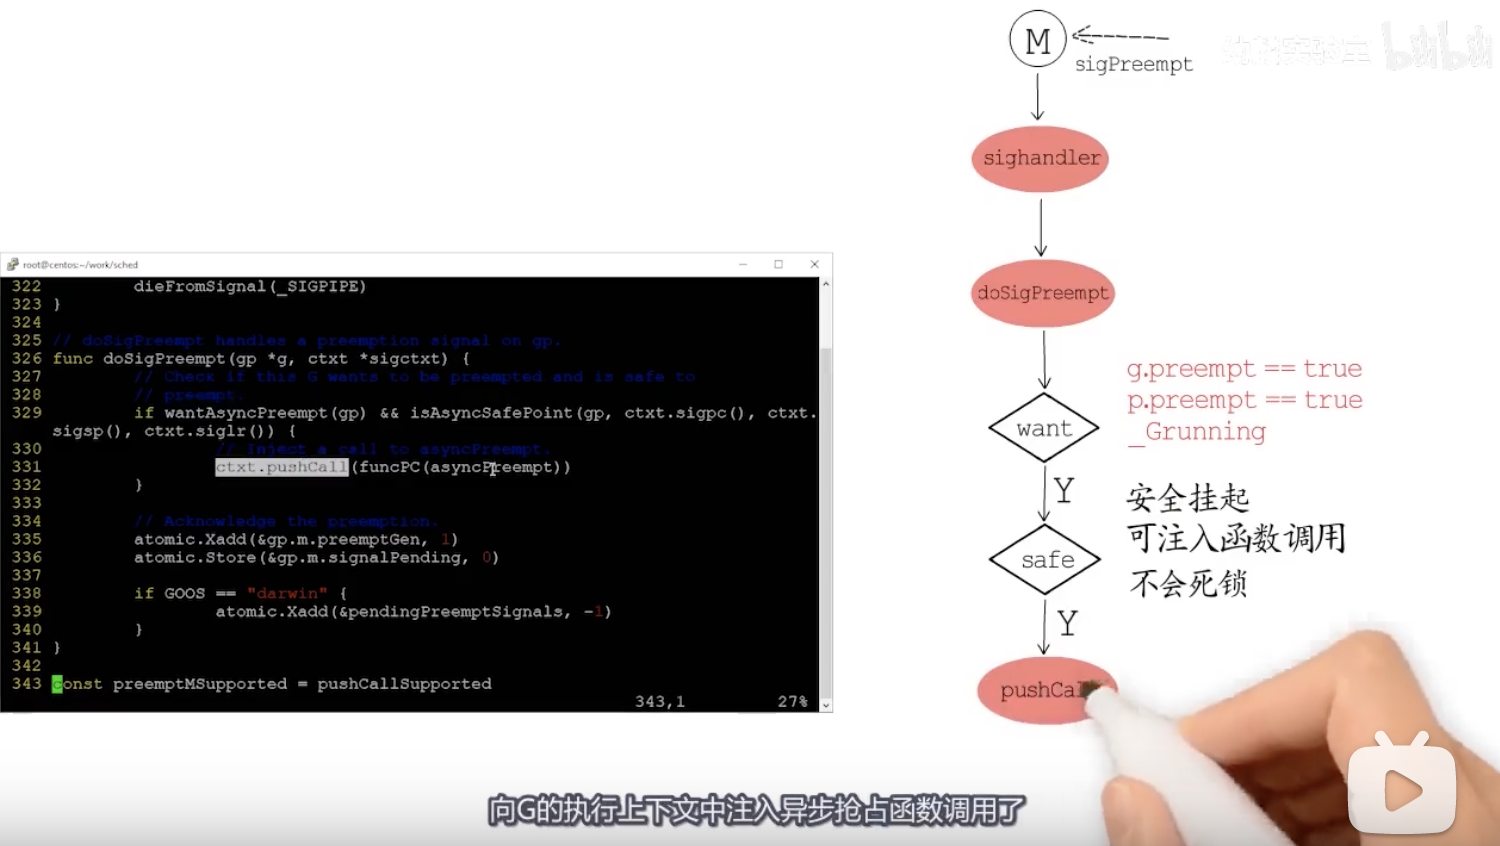 M
sigPreempt
bilibili
sighandler
doSigPreempt
g.preempt == true
p.preempt == true
_Grunning
want
Y
安全挂起
可注入函数调用
不会死锁
safe
Y
root@centos:~/work/sched
322 dieFromSignal(_SIGPIPE)
323 }
324
325 // doSigPreempt handles a preemption signal on gp.
326 func doSigPreempt(gp *g, ctxt *sigctxt) {
327 // Check if this G wants to be preempted and is safe to
328 // preempt.
329 if wantAsyncPreempt(gp) && isAsyncSafePoint(gp, ctxt.sigpc(), ctxt.
sigsp(), ctxt.siglr()) {
330 // Inject a call to asyncPreempt.
331 ctxt.pushCall(funcPC(asyncPreempt))
332 }
333
334 // Acknowledge the preemption.
335 atomic.Xadd(&gp.m.preemptGen, 1)
336 atomic.Store(&gp.m.signalPending, 0)
337
338 if GOOS == "darwin" {
339 atomic.Xadd(&pendingPreemptSignals, -1)
340 }
341 }
342
343 const preemptMSupported = pushCallSupported
343,1 27%
pushCal
向G的执行上下文中注入异步抢占函数调用了